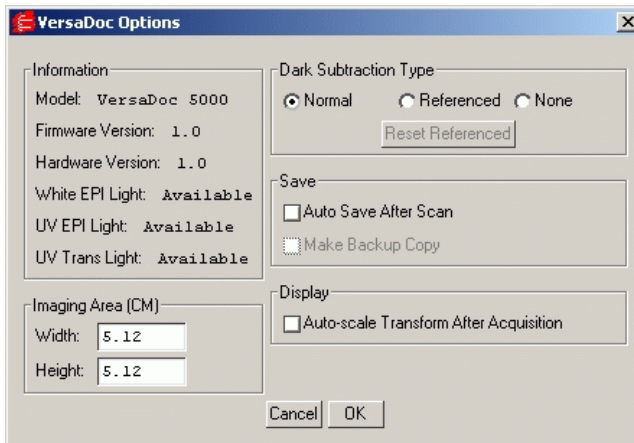 VersaDoc Options
Information
Model: VersaDoc 5000
Firmware Version: 1.0
Hardware Version: 1.0
White EPI Light: Available
UV EPI Light: Available
UV Trans Light: Available
Imaging Area (CM)
Width: 5.12
Height: 5.12
Dark Subtraction Type
Normal Referenced None
Reset Referenced
Save
Auto Save After Scan
Make Backup Copy
Display
Auto-scale Transform After Acquisition
Cancel OK